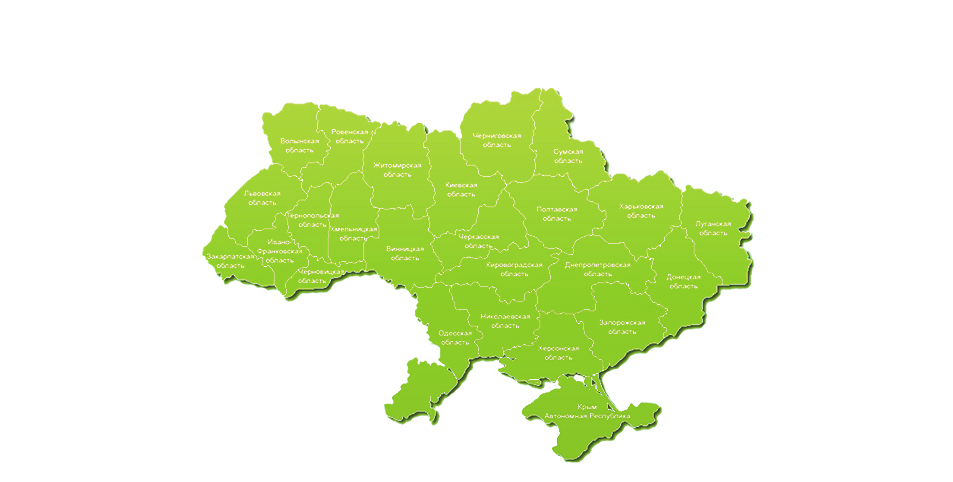 Волынская
область
Ровенская
область
Житомирская
область
Черниговская
область
Сумская
область
Львовская
область
Тернопольская
область
Хмельницкая
область
Киевская
область
Полтавская
область
Харьковская
область
Луганская
область
Закарпатская
область
Ивано-
Франковская
область
Черновицкая
область
Винницкая
область
Черкасская
область
Кировоградская
область
Днепропетровская
область
Донецкая
область
Одесская
область
Николаевская
область
Херсонская
область
Запорожская
область
Крым
Автономная Республика